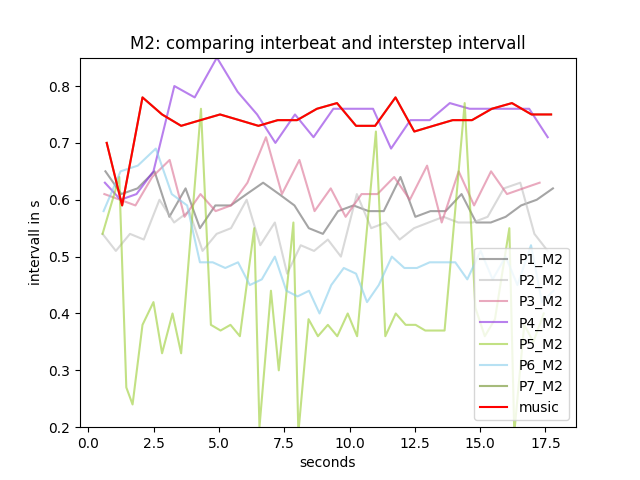 M2: comparing interbeat and interstep intervall
intervall in s
0.8
0.7
0.6
0.5
0.4
0.3
0.2
0.0
2.5
5.0
7.5
10.0
12.5
15.0
17.5
seconds
P1_M2
P2_M2
P3_M2
P4_M2
P5_M2
P6_M2
P7_M2
music